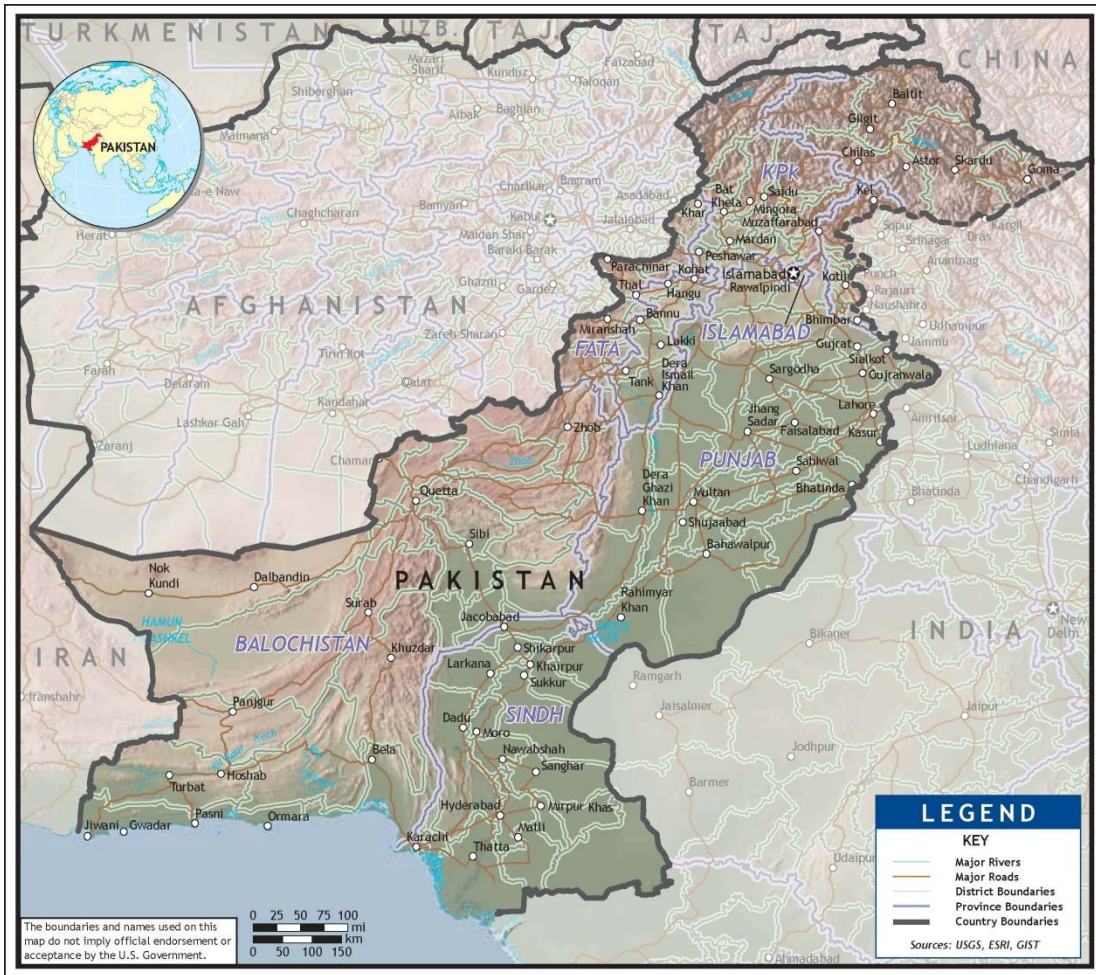 TURKMENISTAN
UZB.
TAJ.
TAJ.
CHINA
PAKISTAN
Mazari
Sharif
Kunduz
Faizabad
Taloqan
Shiberghan
Aibak
Baghlan
Maimana
Baltit
Gilgit
Chilas
Astor
Skardu
Goma
KPk
Kel
Bat
Khela
Saidu
Khar
Mingora
Muzaffarabad
Mardan
Charikar
Bagram
Asadabad
Bamyan
Chaghcharan
Kabul
Jalalabad
Maidan Shar
Baraki Barak
Herat
Sopur
Srinagar
Dras
Kargil
Anantnag
Peshawar
Parachinar
Kohat
Islamabad
Rawalpindi
Kotli
Punch
Rajauri
Naushahra
Thal
Hangu
Ghazni
Gardez
AFGHANISTAN
Zareh Sharan
Miranshah
Bannu
ISLAMABAD
Bhimbar
Udhampur
Jammu
FATA
Lakki
Gujrat
Sialkot
Gujranwala
Tirin Kot
Farah
Delaram
Qalat
Tank
Dera
Ismail
Khan
Sargodha
Lashkar Gah
Kandahar
Zaranj
Chaman
Zhob
Zhob
Jhang
Sadar
Faisalabad
Lahore
Kasur
Amritsar
Ludhiana
Simla
Chandigarh
PUNJAB
Sahiwal
Bhatinda
Bhatinda
Quetta
Dera
Ghazi
Khan
Multan
Shujaabad
Bahawalpur
Sibi
PAKISTAN
Nok
Kundi
Dalbandin
Surab
Jacobabad
Rahimyar
Khan
HAMUN
BALOCHISTAN
Khuzdar
Shikarpur
Khairpur
Larkana
Sukkur
IRAN
INDIA
New
Delhi
Bikaner
Ramgarh
Jaisalmer
Jaipur
Jodhpur
Barmer
Udaipur
Ahmadabad
Panjgur
SINDH
Dadu
Moro
Nawabshah
Sanghar
Kech
Bela
Turbat
Hoshab
Hyderabad
Mirpur Khas
Matli
Jiwani
Gwadar
Pasni
Ormara
Karachi
Thatta
LEGEND
KEY
Major Rivers
Major Roads
District Boundaries
Province Boundaries
Country Boundaries
Sources: USGS, ESRI, GIST
The boundaries and names used on this
map do not imply official endorsement or
acceptance by the U.S. Government.
0 25 50 75 100
mi
km
0 50 100 150